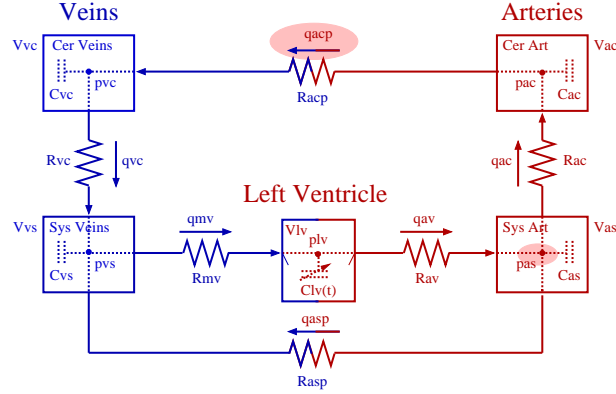 Veins
Arteries
Vvc
Cer Veins
qacp
Cer Art
Vac
pvc
pac
Cvc
Racp
Cac
Rvc
qvc
qac
Rac
Left Ventricle
Vvs
Sys Veins
qmv
Vlv
qav
Sys Art
Vas
plv
pvs
pas
Cvs
Rmv
Clv(t)
Rav
Cas
qasp
Rasp